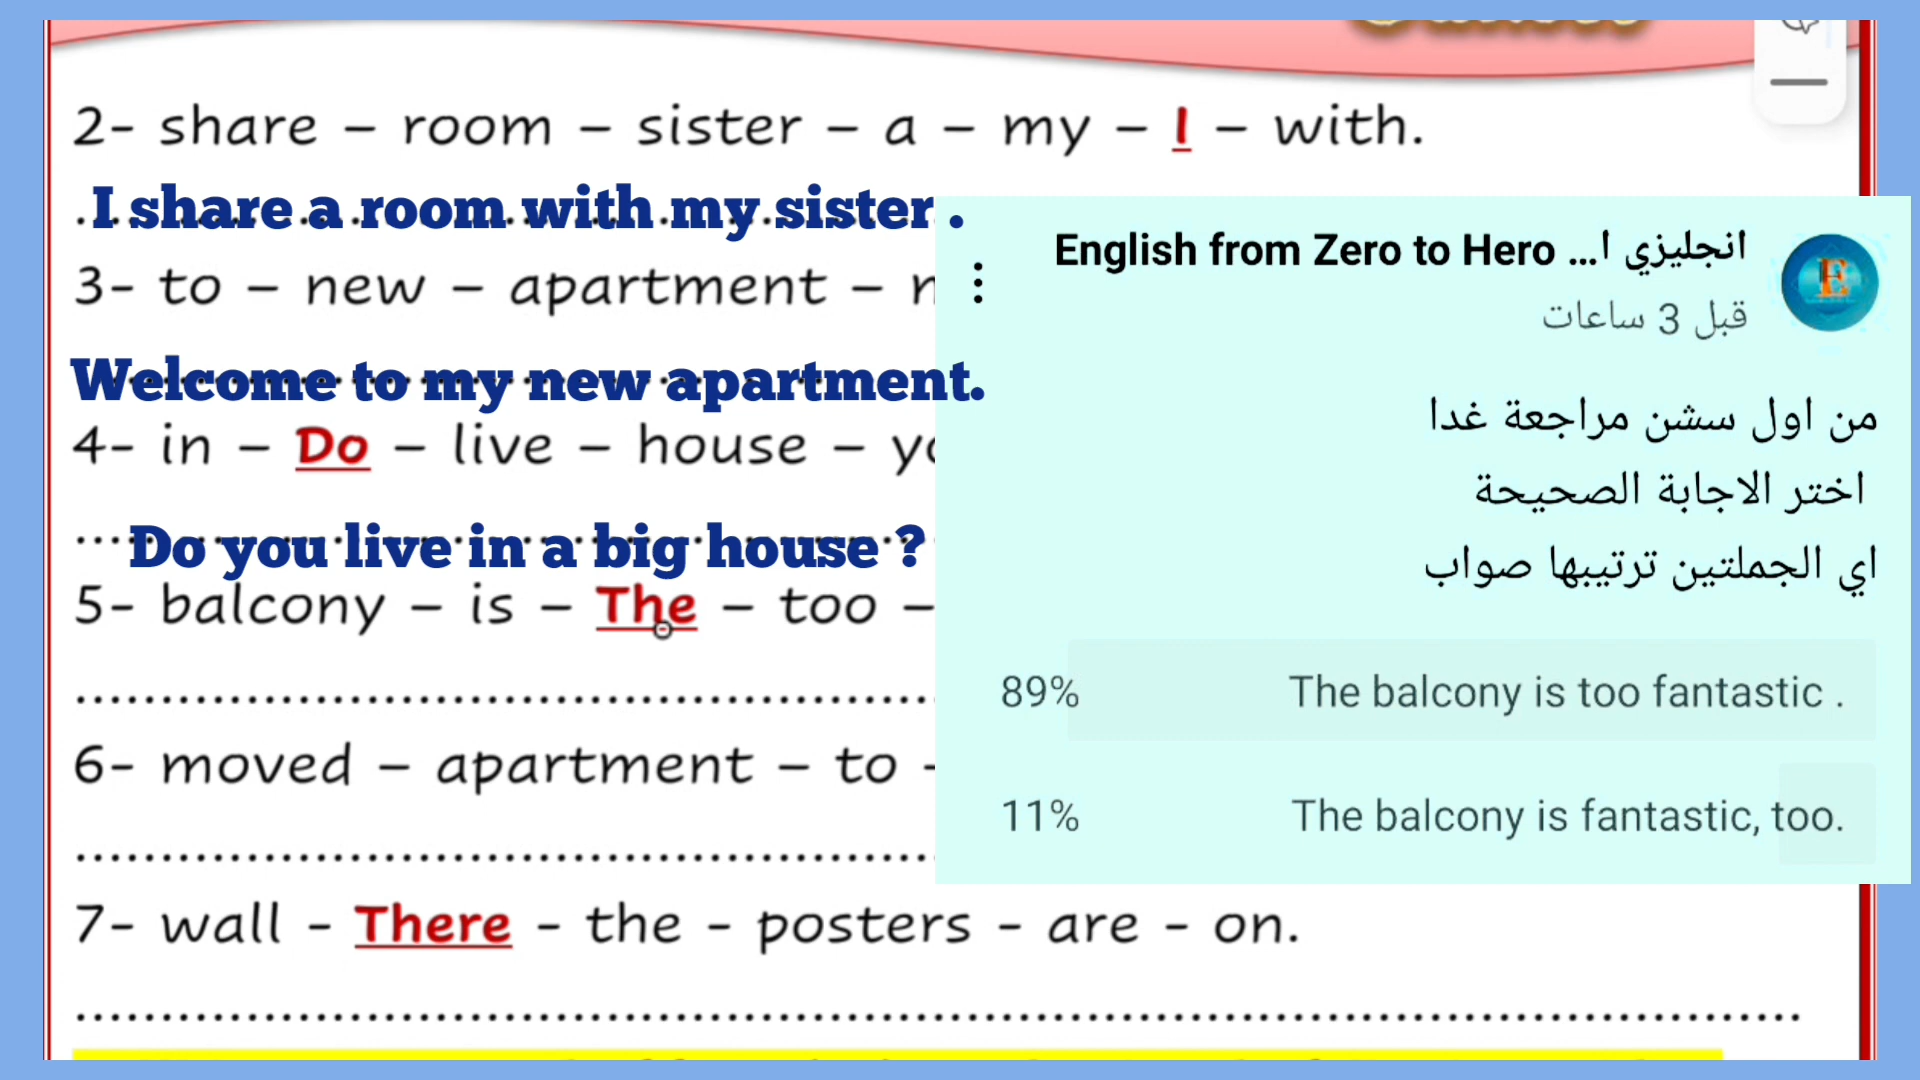 2- share – room – sister – a – my – I – with.
I share a room with my sister .
3- to – new – apartment –
Welcome to my new apartment.
4- in – Do – live – house –
Do you live in a big house ?
5- balcony – is – The – too –
6- moved – apartment – to -
7- wall - There - the - posters - are - on.
English from Zero to Hero ...انجليزي ا
قبل 3 ساعات
من اول سشن مراجعة غدا
اختر الاجابة الصحيحة
اي الجملتين ترتيبها صواب
89% The balcony is too fantastic .
11% The balcony is fantastic, too.
E